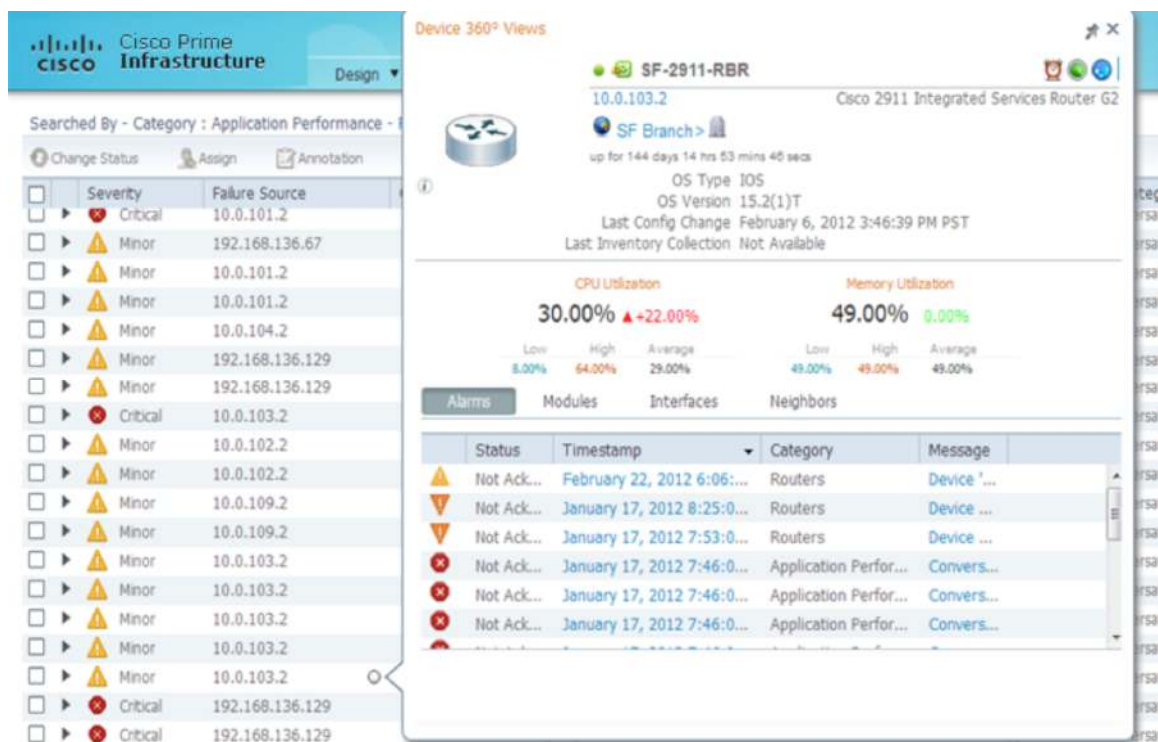 CISCO
Cisco Prime
Infrastructure
Design
Searched By - Category : Application Performance -
Change Status Assign Annotation
Severity Failure Source
Critical 10.0.101.2
Minor 192.168.136.67
Minor 10.0.101.2
Minor 10.0.101.2
Minor 10.0.104.2
Minor 192.168.136.129
Minor 192.168.136.129
Critical 10.0.103.2
Minor 10.0.102.2
Minor 10.0.102.2
Minor 10.0.109.2
Minor 10.0.109.2
Minor 10.0.103.2
Minor 10.0.103.2
Minor 10.0.103.2
Minor 10.0.103.2
Minor 10.0.103.2
Critical 192.168.136.129
Critical 192.168.136.129
Device 360º Views
SF-2911-RBR
10.0.103.2 Cisco 2911 Integrated Services Router G2
SF Branch>
up for 144 days 14 hrs 53 mins 46 secs
OS Type IOS
OS Version 15.2(1)T
Last Config Change February 6, 2012 3:46:39 PM PST
Last Inventory Collection Not Available
CPU Utilization Memory Utilization
30.00% ▲+22.00% 49.00% 0.00%
Low High Average Low High Average
8.00% 64.00% 29.00% 49.00% 49.00% 49.00%
Alarms Modules Interfaces Neighbors
Status Timestamp Category Message
Not Ack... February 22, 2012 6:06:... Routers Device '...
Not Ack... January 17, 2012 8:25:0... Routers Device ...
Not Ack... January 17, 2012 7:53:0... Routers Device ...
Not Ack... January 17, 2012 7:46:0... Application Perfor... Convers...
Not Ack... January 17, 2012 7:46:0... Application Perfor... Convers...
Not Ack... January 17, 2012 7:46:0... Application Perfor... Convers...